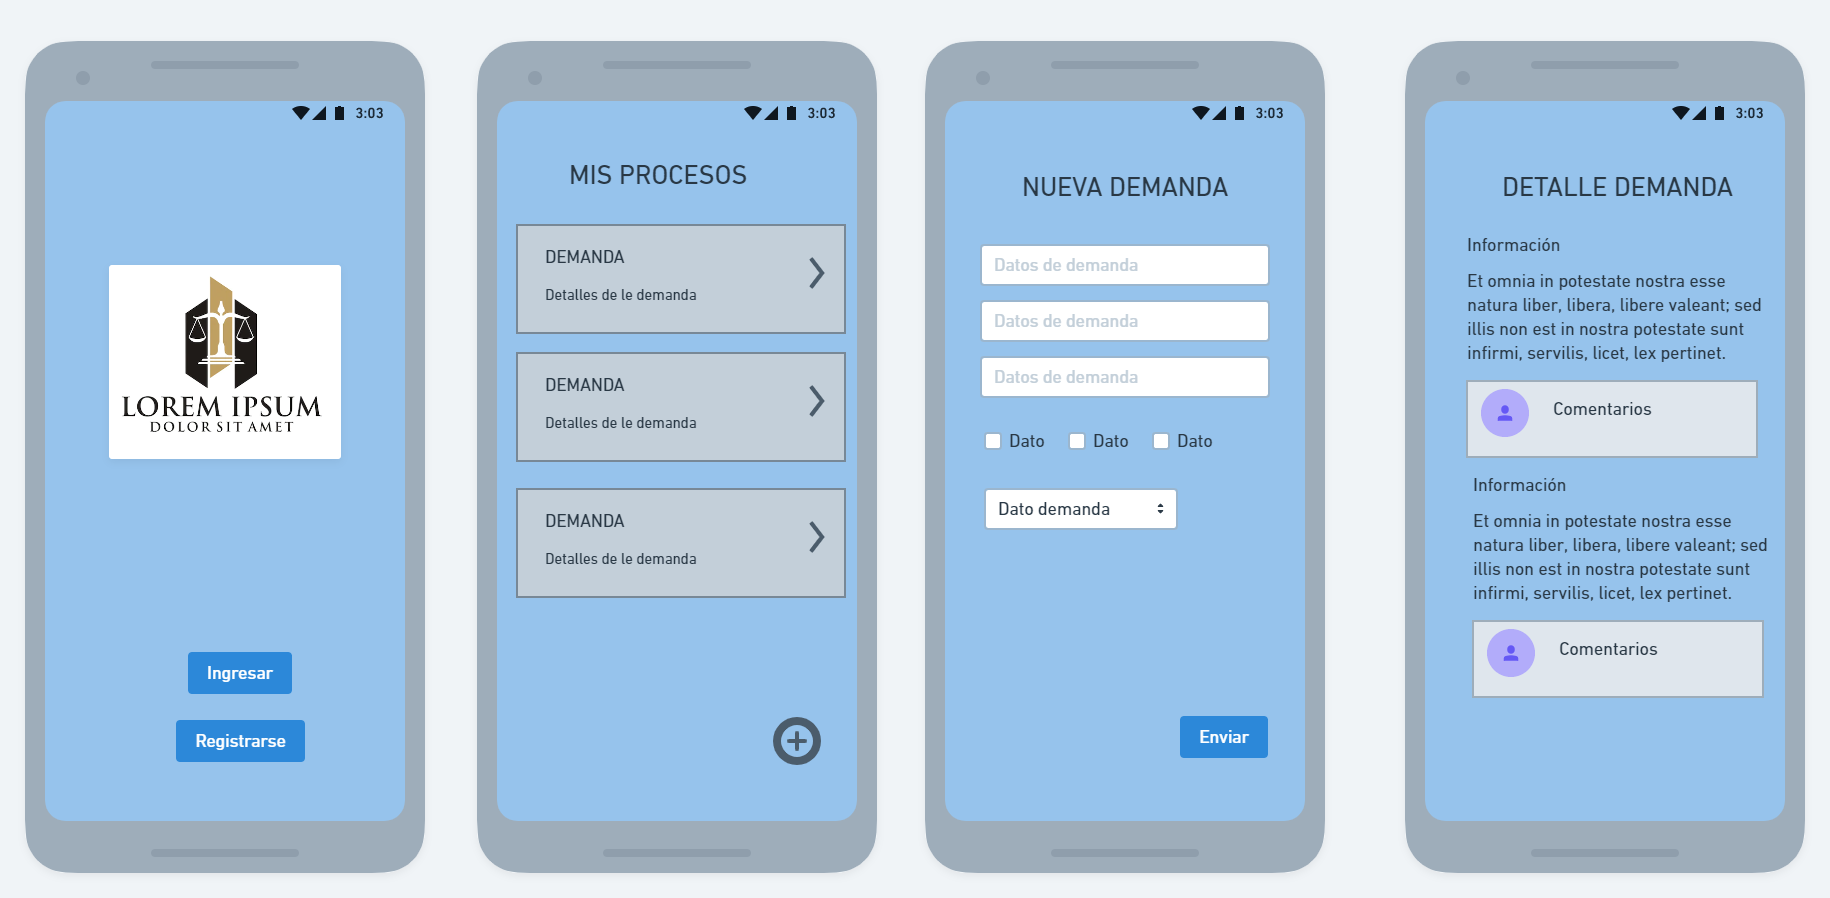 3:03
LOREM IPSUM
DOLOR SIT AMET
Ingresar
Registrarse
3:03
MIS PROCESOS
DEMANDA
Detalles de le demanda
DEMANDA
Detalles de le demanda
DEMANDA
Detalles de le demanda
3:03
NUEVA DEMANDA
Datos de demanda
Datos de demanda
Datos de demanda
Dato Dato Dato
Dato demanda
Enviar
3:03
DETALLE DEMANDA
Información
Et omnia in potestate nostra esse
natura liber, libera, libere valeant; sed
illis non est in nostra potestate sunt
infirmi, servilis, licet, lex pertinet.
Comentarios
Información
Et omnia in potestate nostra esse
natura liber, libera, libere valeant; sed
illis non est in nostra potestate sunt
infirmi, servilis, licet, lex pertinet.
Comentarios